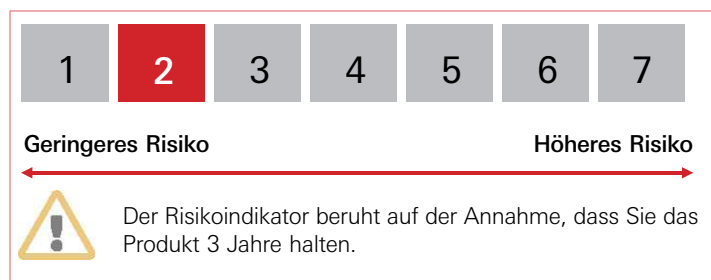 1 2 3 4 5 6 7
Geringeres Risiko Höheres Risiko
Der Risikoindikator beruht auf der Annahme, dass Sie das
Produkt 3 Jahre halten.